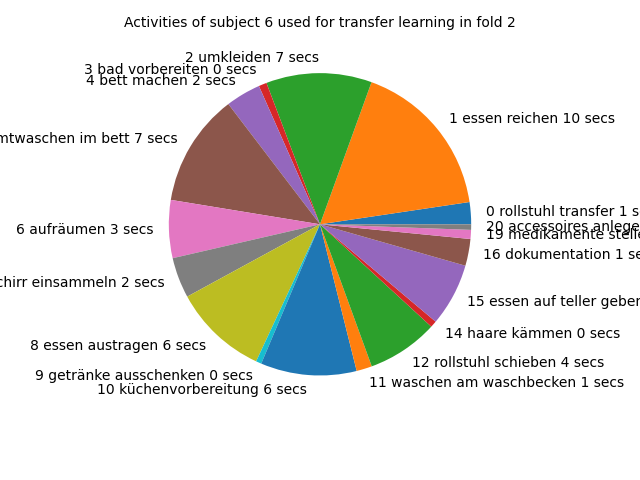 Activities of subject 6 used for transfer learning in fold 2
2 umkleiden 7 secs
3 bad vorbereiten 0 secs
4 bett machen 2 secs
1 essen reichen 10 secs
mtwaschen im bett 7 secs
0 rollstuhl transfer 1 s
20 accessoires anlege
19 medikamente stelle
6 aufräumen 3 secs
16 dokumentation 1 se
chirr einsammeln 2 secs
15 essen auf teller geben
14 haare kämmen 0 secs
8 essen austragen 6 secs
12 rollstuhl schieben 4 secs
9 getränke ausschenken 0 secs
11 waschen am waschbecken 1 secs
10 küchenvorbereitung 6 secs